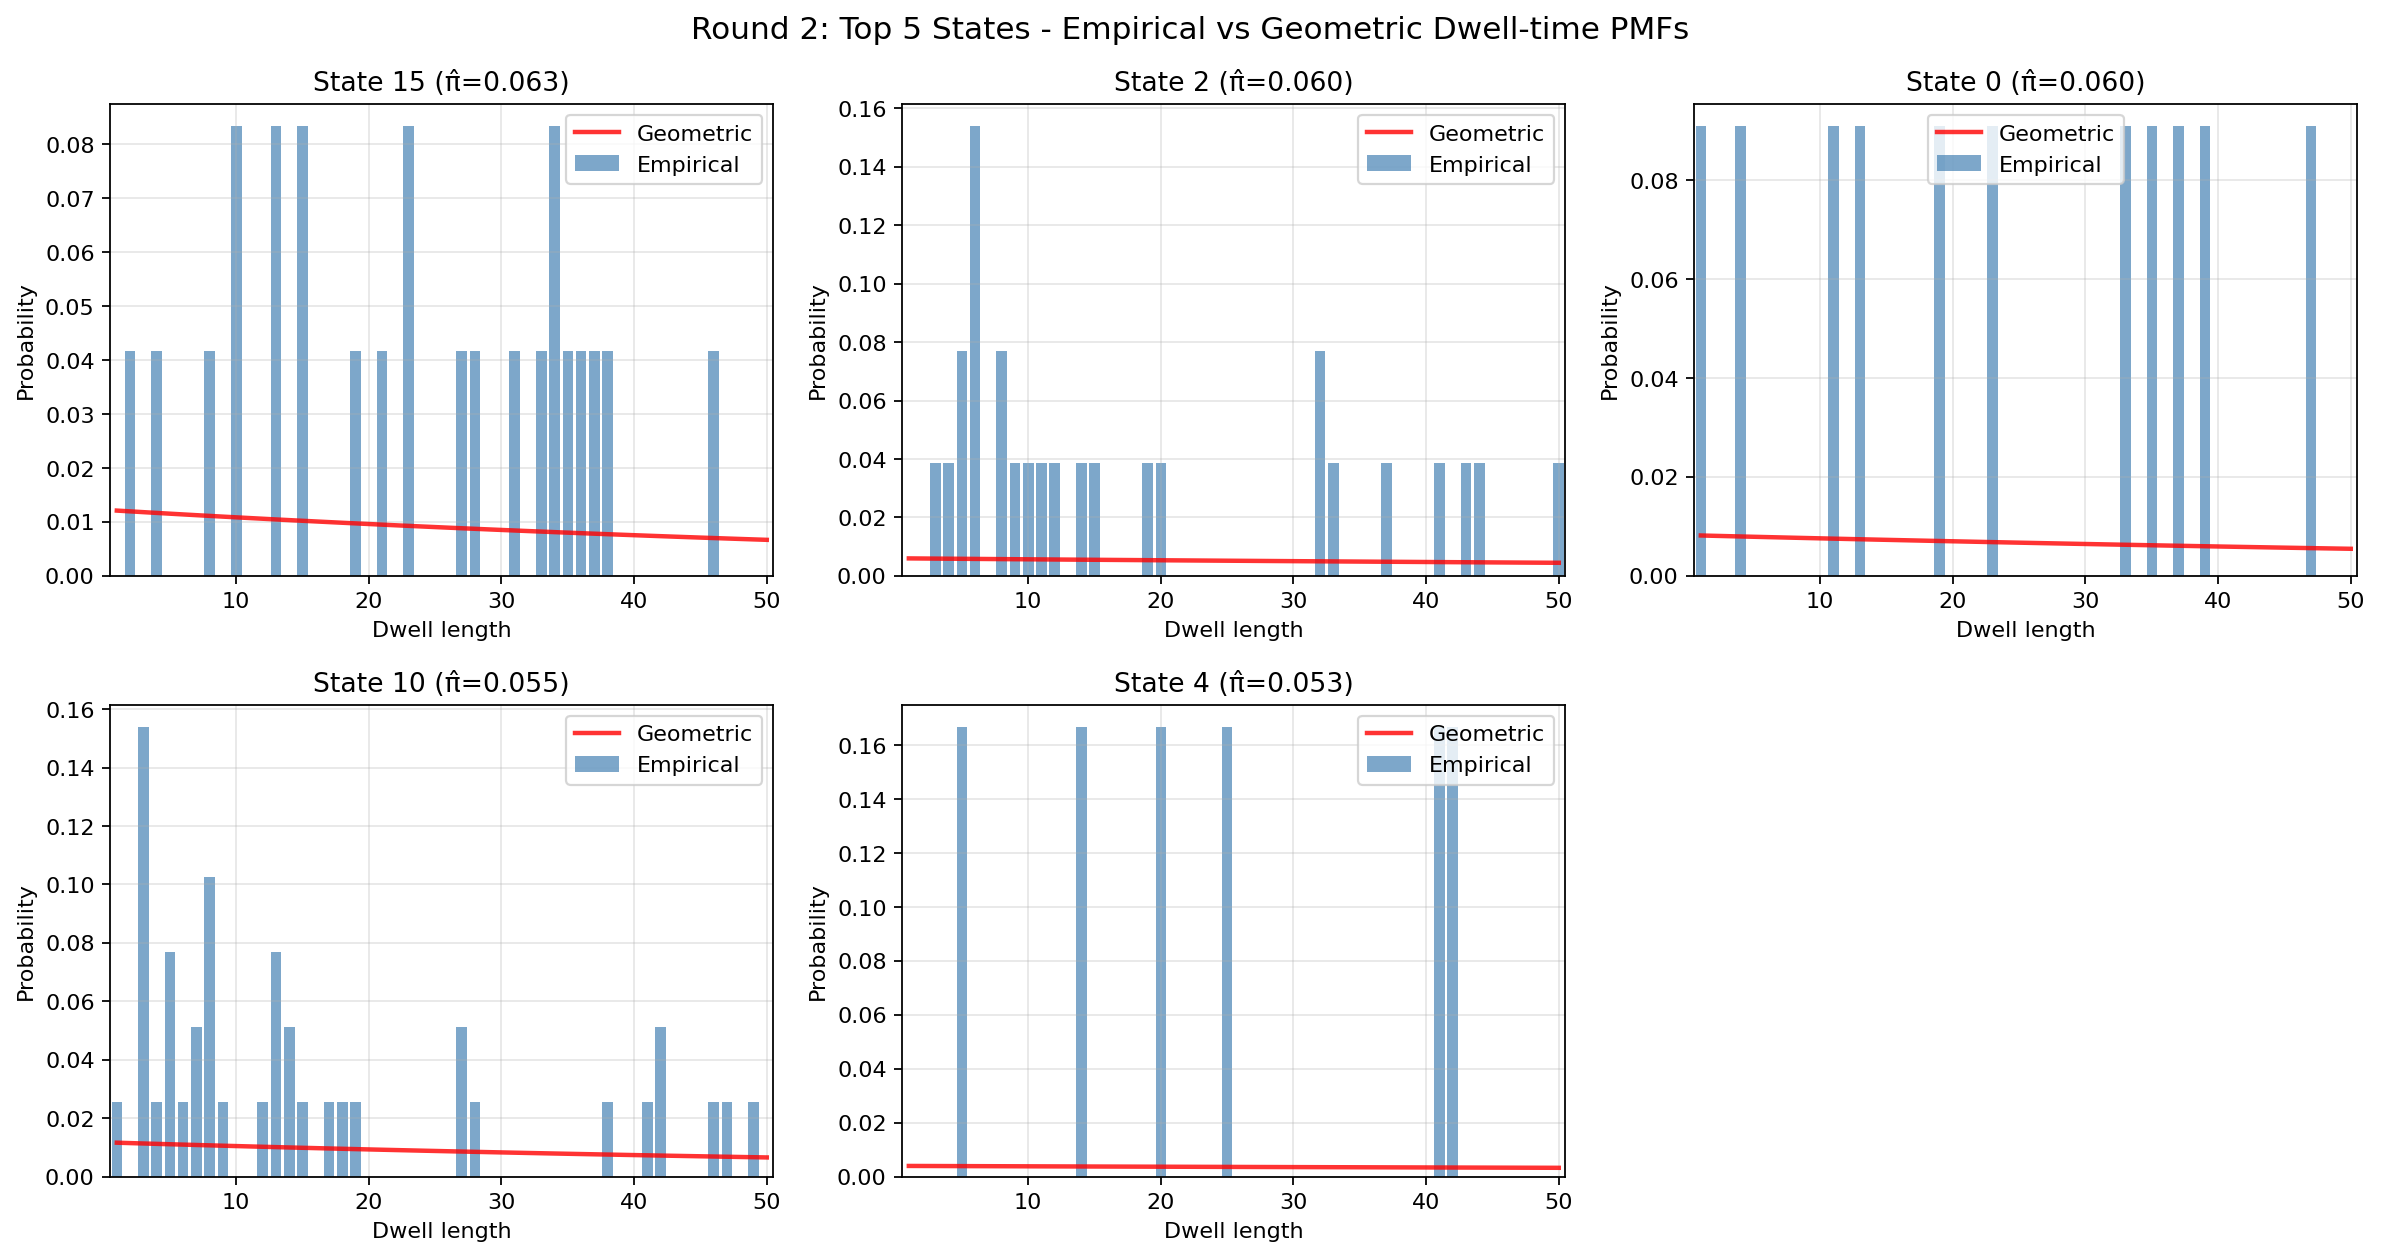 Round 2: Top 5 States - Empirical vs Geometric Dwell-time PMFs
State 15 (π̂=0.063)
0.08
0.07
0.06
0.05
0.04
0.03
0.02
0.01
0.00
Probability
10 20 30 40 50
Dwell length
Geometric
Empirical
State 2 (π̂=0.060)
0.16
0.14
0.12
0.10
0.08
0.06
0.04
0.02
0.00
Probability
10 20 30 40 50
Dwell length
Geometric
Empirical
State 0 (π̂=0.060)
0.08
0.06
0.04
0.02
0.00
Probability
10 20 30 40 50
Dwell length
Geometric
Empirical
State 10 (π̂=0.055)
0.16
0.14
0.12
0.10
0.08
0.06
0.04
0.02
0.00
Probability
10 20 30 40 50
Dwell length
Geometric
Empirical
State 4 (π̂=0.053)
0.16
0.14
0.12
0.10
0.08
0.06
0.04
0.02
0.00
Probability
10 20 30 40 50
Dwell length
Geometric
Empirical